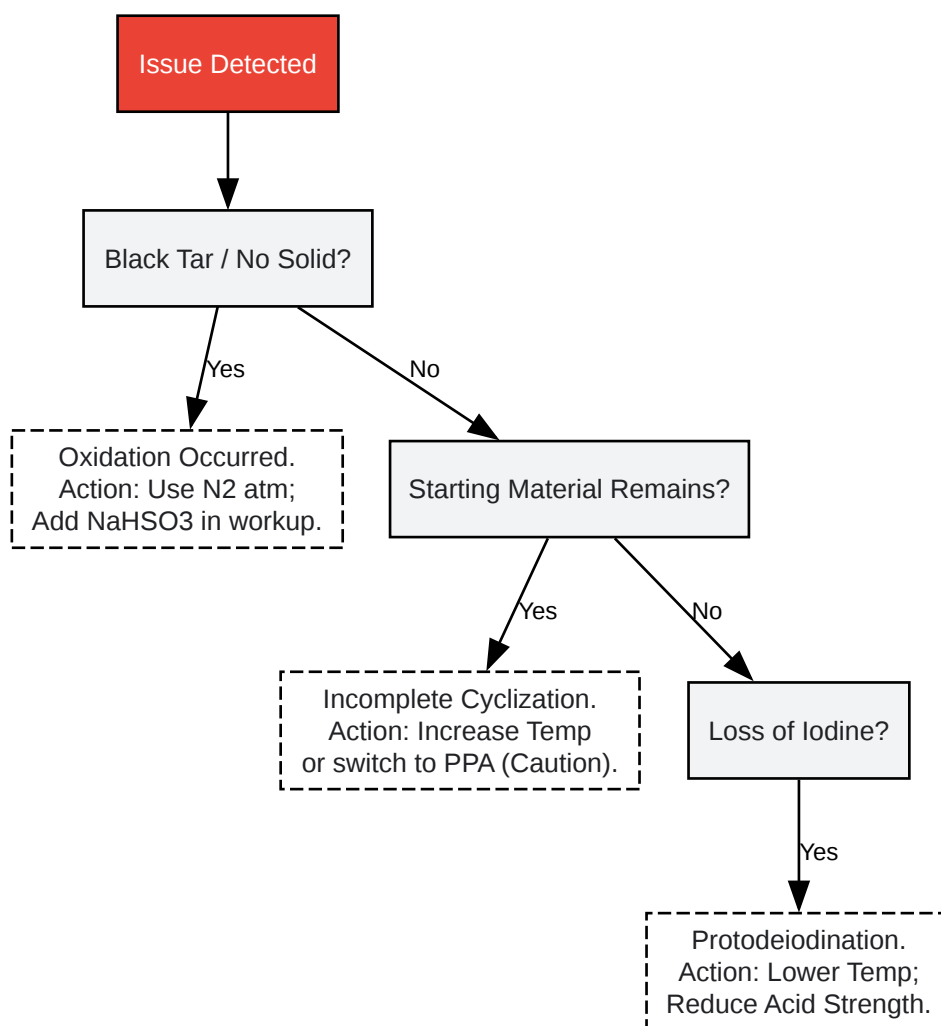 Issue Detected
Black Tar / No Solid?
Yes
No
Oxidation Occurred.
Action: Use N2 atm;
Add NaHSO3 in workup.
Starting Material Remains?
Yes
No
Incomplete Cyclization.
Action: Increase Temp
or switch to PPA (Caution).
Loss of Iodine?
Yes
Protodeiodination.
Action: Lower Temp;
Reduce Acid Strength.